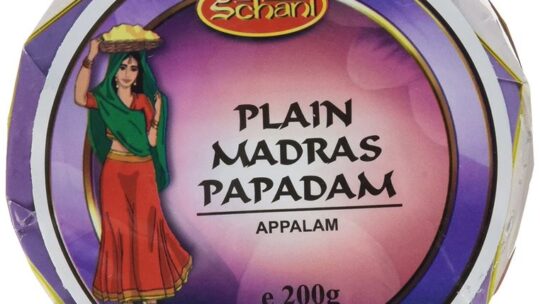 Schani
PLAIN
MADRAS
PAPADAM
APPALAM
e 200g